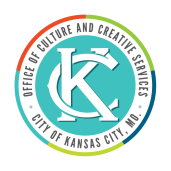 OFFICE OF CULTURE AND CREATIVE SERVICES
KC
CITY OF KANSAS CITY, MO.